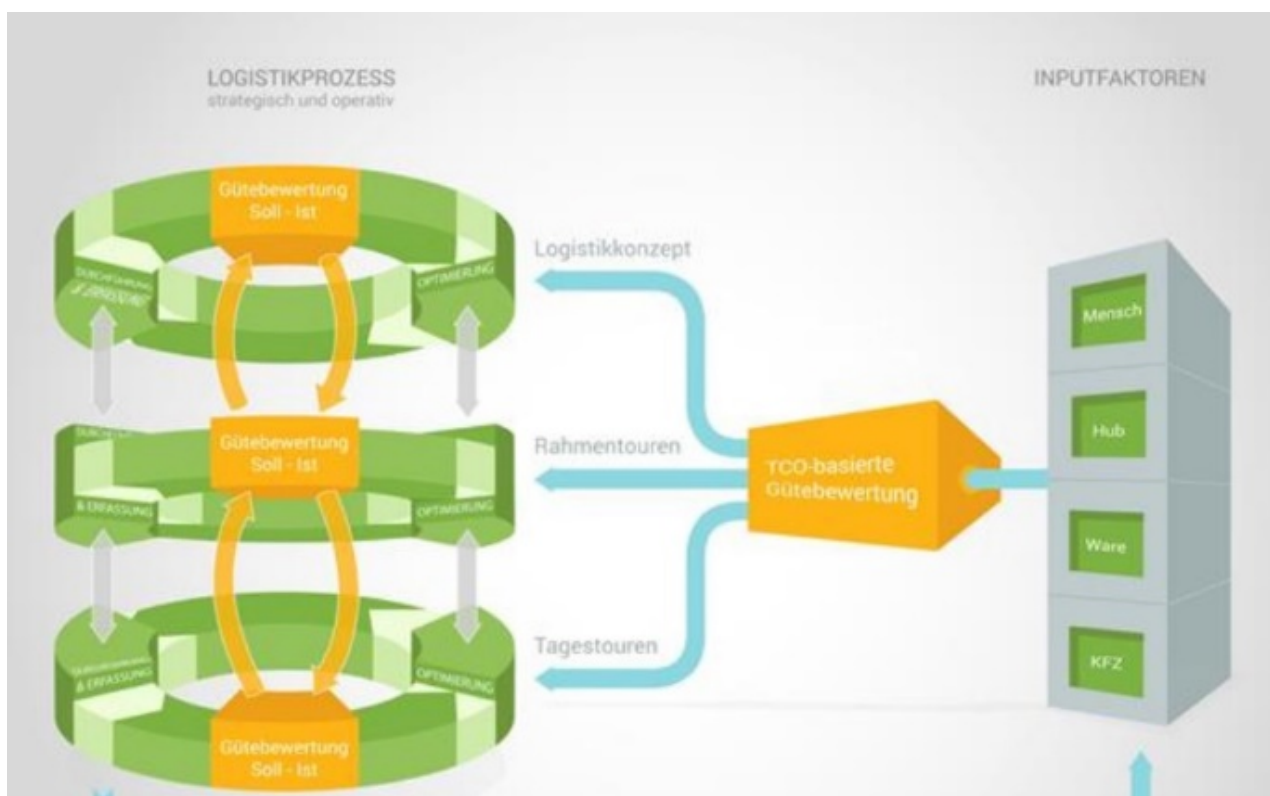 LOGISTIKPROZESS
strategisch und operativ
INPUTFAKTOREN
Gütebewertung
Soll - Ist
DURCHFÜHRUNG
OPTIMIERUNG
Logistikkonzept
Mensch
Gütebewertung
Soll - Ist
Rahmentouren
Hub
TCO-basierte
Gütebewertung
& ERFASSUNG
OPTIMIERUNG
Ware
Tagestouren
KFZ
& ERFASSUNG
OPTIMIERUNG
Gütebewertung
Soll - Ist